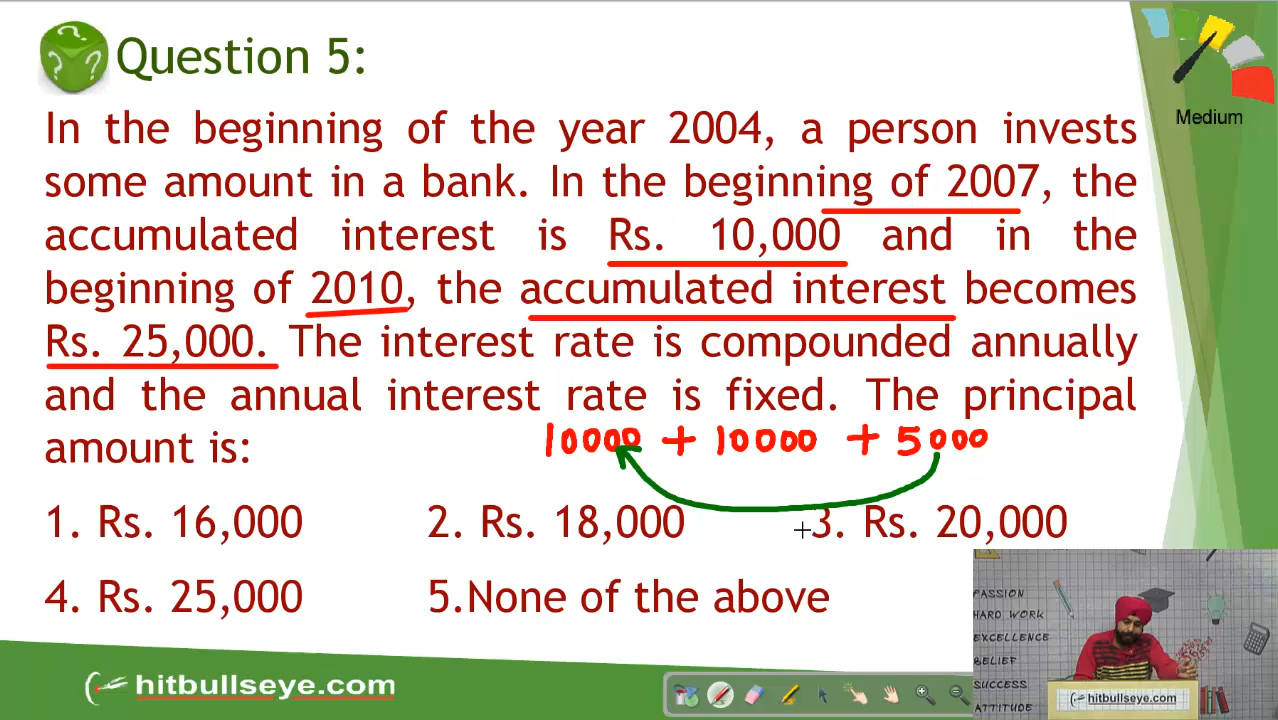 Question 5:
Medium
In the beginning of the year 2004, a person invests
some amount in a bank. In the beginning of 2007, the
accumulated interest is Rs. 10,000 and in the
beginning of 2010, the accumulated interest becomes
Rs. 25,000. The interest rate is compounded annually
and the annual interest rate is fixed. The principal
amount is:
10000 + 10000 + 5000
1. Rs. 16,000 2. Rs. 18,000 3. Rs. 20,000
4. Rs. 25,000 5.None of the above
PASSION
HARD WORK
EXCELLENCE
BELIEF
SUCCESS
ATTITUDE
hitbullseye.com
hitbullseye.com